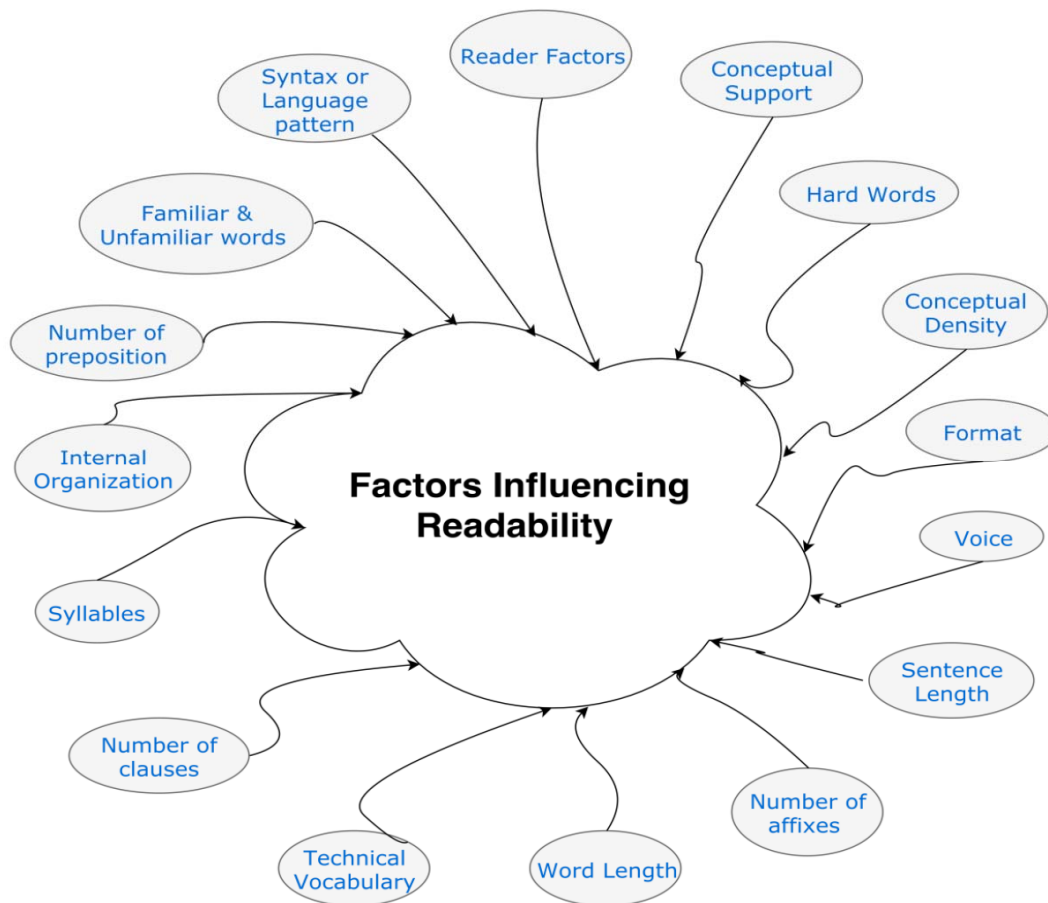 Reader Factors
Conceptual
Support
Syntax or
Language
pattern
Hard Words
Familiar &
Unfamiliar words
Conceptual
Density
Number of
preposition
Format
Internal
Organization
Factors Influencing
Readability
Voice
Syllables
Sentence
Length
Number of
clauses
Number of
affixes
Technical
Vocabulary
Word Length